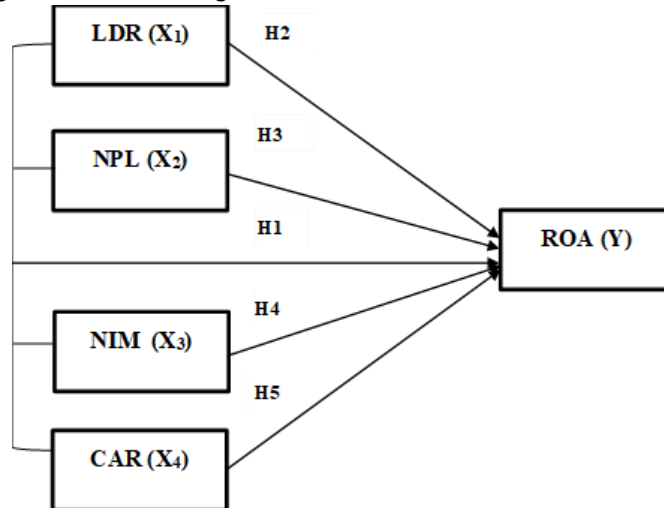 LDR (X₁)
H2
H3
NPL (X₂)
H1
ROA (Y)
H4
NIM (X₃)
H5
CAR (X₄)